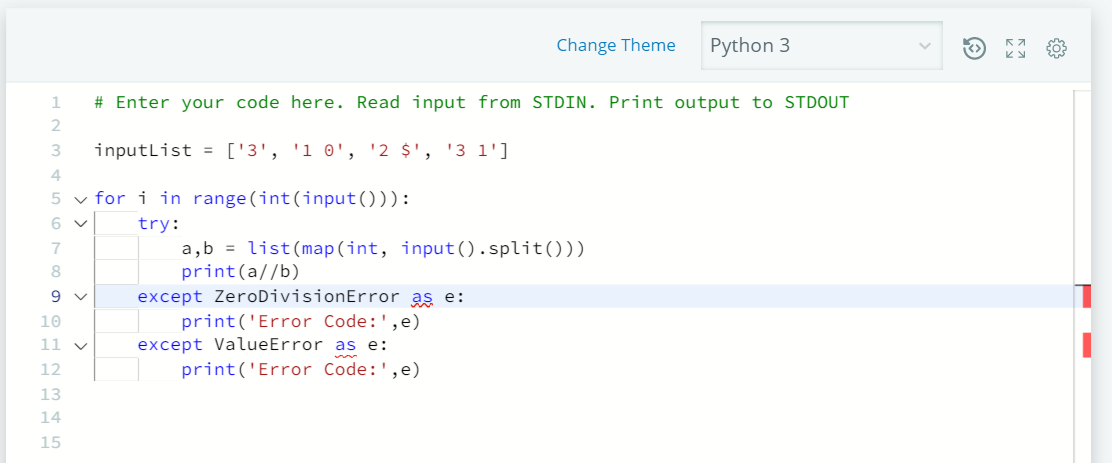 Change Theme Python 3
1 # Enter your code here. Read input from STDIN. Print output to STDOUT
2
3 inputList = ['3', '1 0', '2 $', '3 1']
4
5 for i in range(int(input())):
6 try:
7 a,b = list(map(int, input().split()))
8 print(a//b)
9 except ZeroDivisionError as e:
10 print('Error Code:',e)
11 except ValueError as e:
12 print('Error Code:',e)
13
14
15